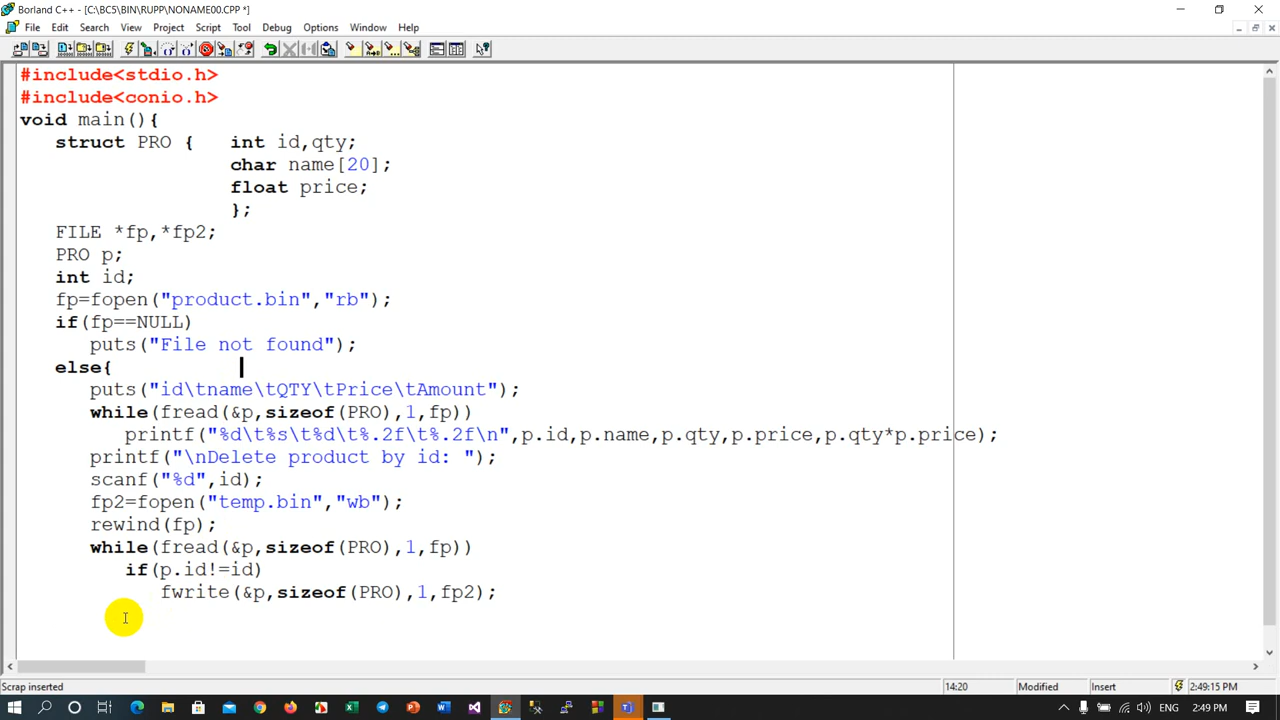 Borland C++ - [C:\BC5\BIN\RUPP\NONAME00.CPP *]
File Edit Search View Project Script Tool Debug Options Window Help
#include<stdio.h>
#include<conio.h>
void main(){
struct PRO { int id,qty;
char name[20];
float price;
};
FILE *fp,*fp2;
PRO p;
int id;
fp=fopen("product.bin","rb");
if(fp==NULL)
puts("File not found");
else{
puts("id\tname\tQTY\tPrice\tAmount");
while(fread(&p,sizeof(PRO),1,fp))
printf("%d\t%s\t%d\t%.2f\t%.2f\n",p.id,p.name,p.qty,p.price,p.qty*p.price);
printf("\nDelete product by id: ");
scanf("%d",id);
fp2=fopen("temp.bin","wb");
rewind(fp);
while(fread(&p,sizeof(PRO),1,fp))
if(p.id!=id)
fwrite(&p,sizeof(PRO),1,fp2);
Scrap inserted 14:20 Modified Insert 2:49:15 PM
ENG 2:49 PM